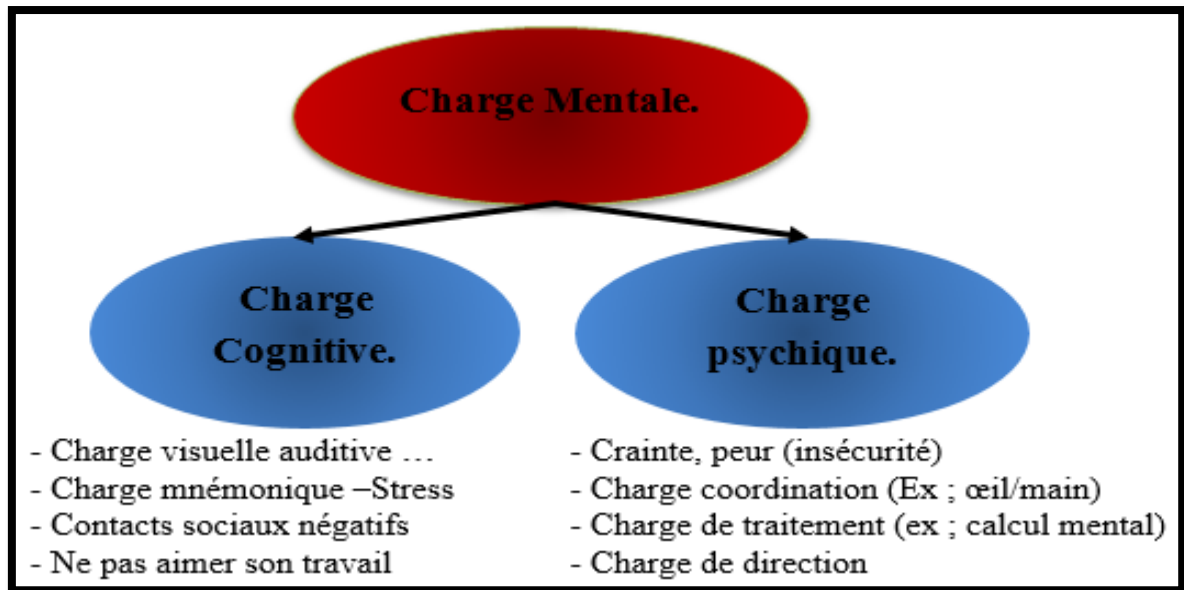 Charge Mentale.
Charge
Cognitive.
Charge
psychique.
- Charge visuelle auditive …
- Charge mnémonique –Stress
- Contacts sociaux négatifs
- Ne pas aimer son travail
- Crainte, peur (insécurité)
- Charge coordination (Ex ; œil/main)
- Charge de traitement (ex ; calcul mental)
- Charge de direction